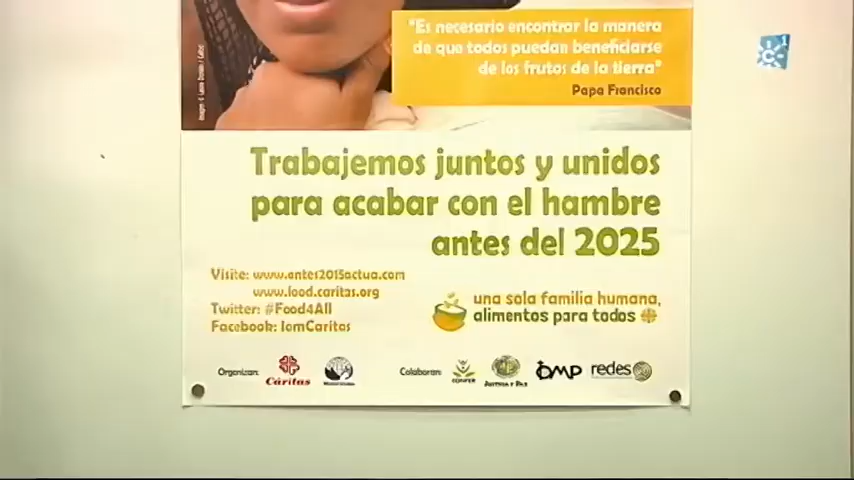 "Es necesario encontrar la manera
de que todos puedan beneficiarse
de los frutos de la tierra"
Papa Francisco
Trabajemos juntos y unidos
para acabar con el hambre
antes del 2025
Visite: www.antes2015actua.com
www.food.caritas.org
Twitter: #Food4All
Facebook: IamCaritas
una sola familia humana,
alimentos para todos
Organizan: Cáritas
Colaboran: CONFER JUSTICIA Y PAZ OMP redes